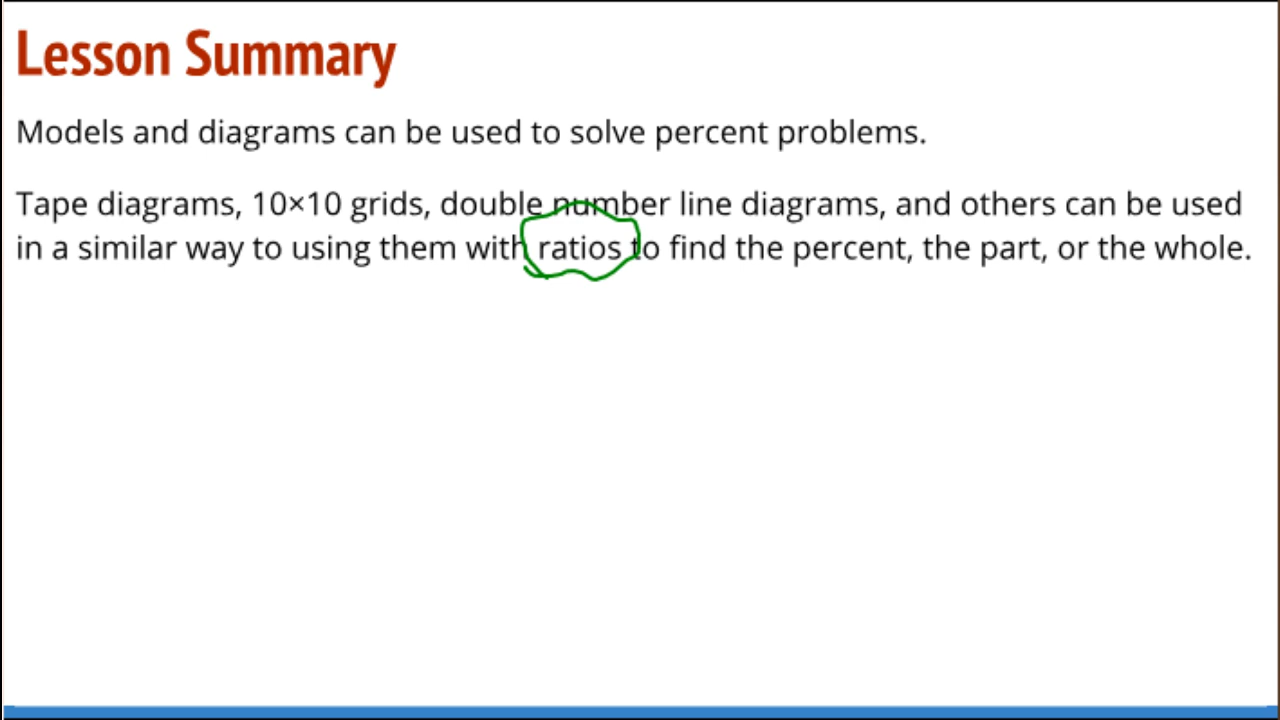 Lesson Summary
Models and diagrams can be used to solve percent problems.
Tape diagrams, 10×10 grids, double number line diagrams, and others can be used
in a similar way to using them with ratios to find the percent, the part, or the whole.